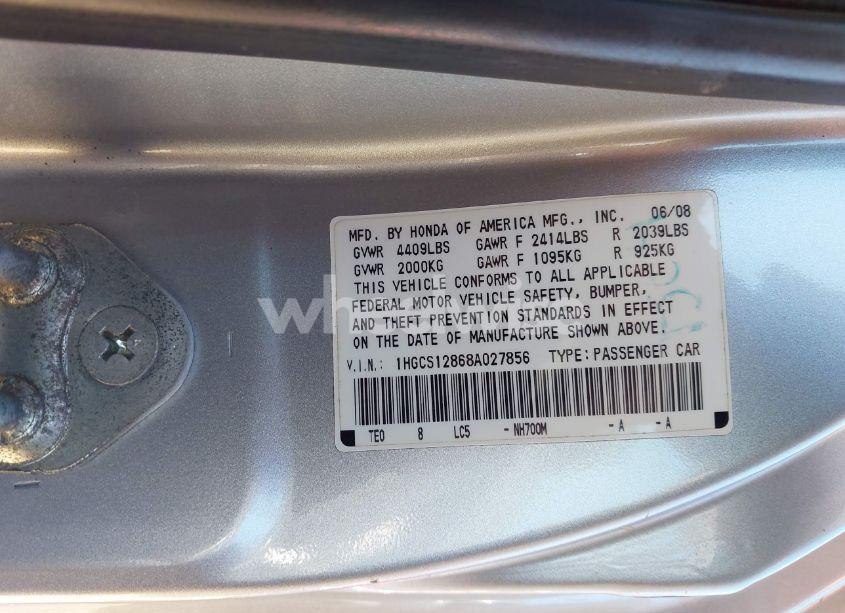 MFD. BY HONDA OF AMERICA MFG., INC. 06/08
GVWR 4409LBS GAWR F 2414LBS R 2039LBS
GVWR 2000KG GAWR F 1095KG R 925KG
THIS VEHICLE CONFORMS TO ALL APPLICABLE
FEDERAL MOTOR VEHICLE SAFETY, BUMPER,
AND THEFT PREVENTION STANDARDS IN EFFECT
ON THE DATE OF MANUFACTURE SHOWN ABOVE.
V.I.N.: 1HGCS12868A027856 TYPE: PASSENGER CAR
TE0 8 LC5 - NH700M - A - A